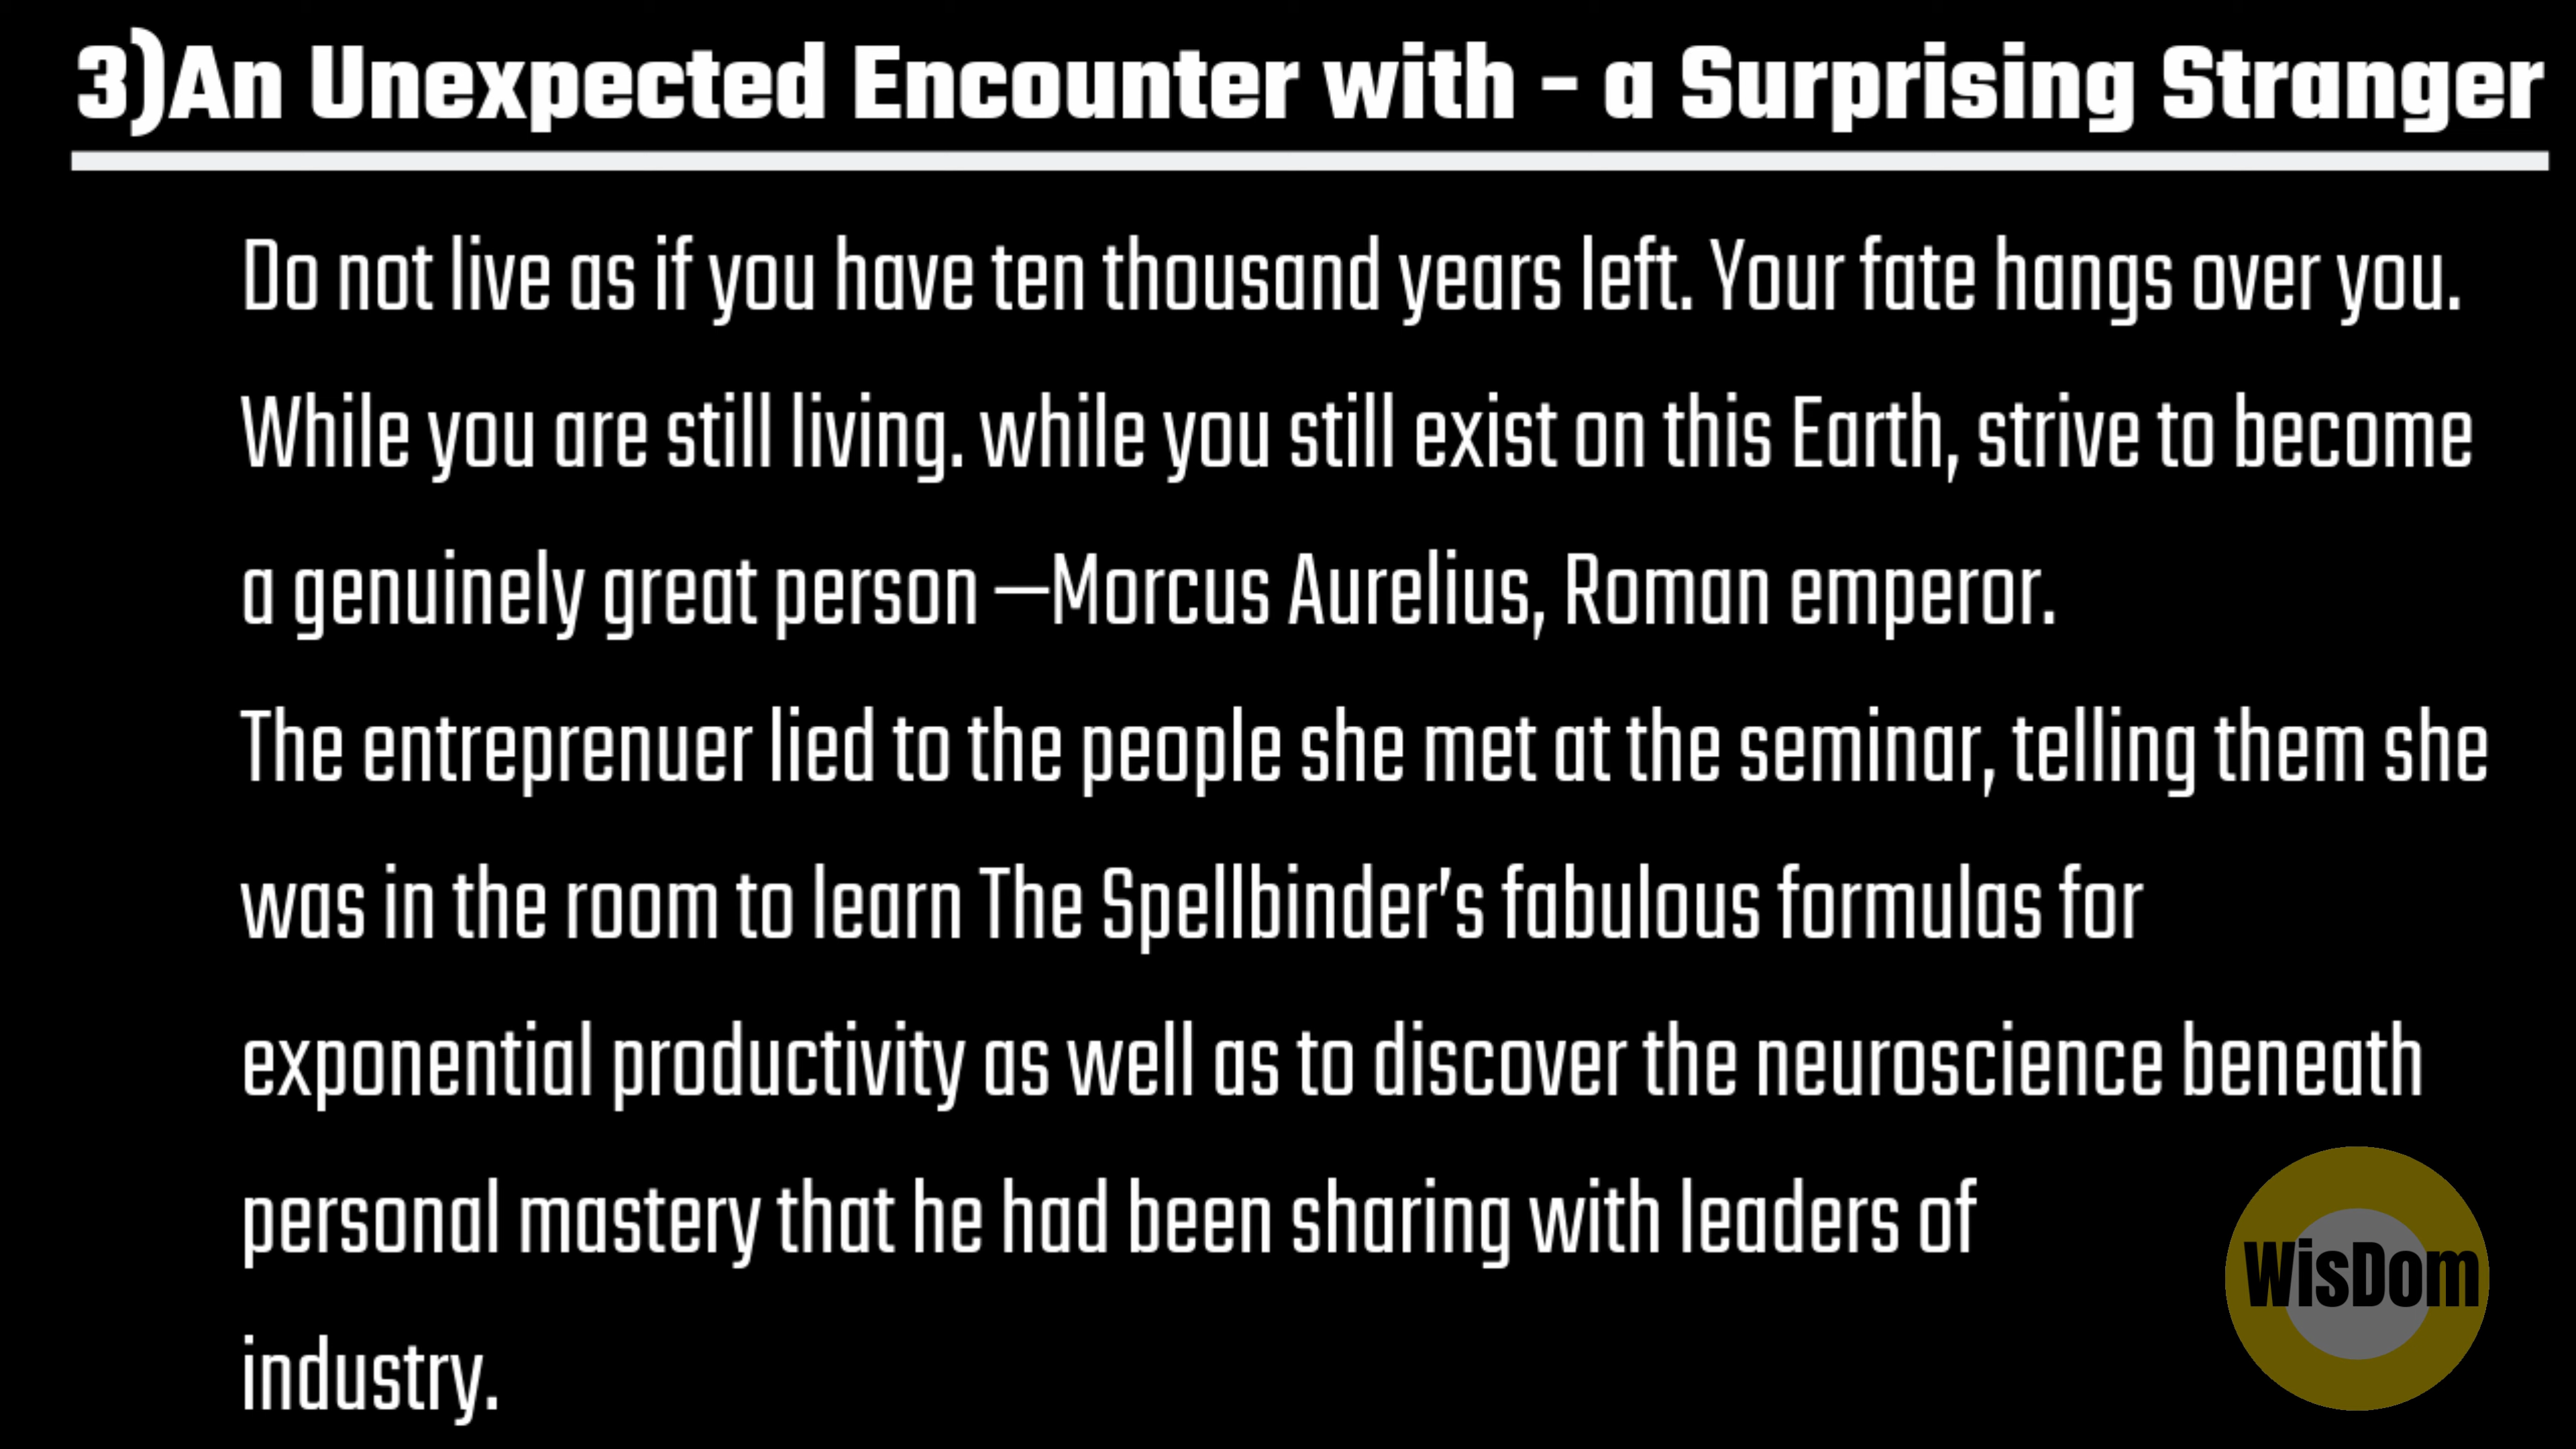 3)An Unexpected Encounter with - a Surprising Stranger
Do not live as if you have ten thousand years left. Your fate hangs over you.
While you are still living. while you still exist on this Earth, strive to become
a genuinely great person —Morcus Aurelius, Roman emperor.
The entreprenuer lied to the people she met at the seminar, telling them she
was in the room to learn The Spellbinder’s fabulous formulas for
exponential productivity as well as to discover the neuroscience beneath
personal mastery that he had been sharing with leaders of
industry.
WisDom